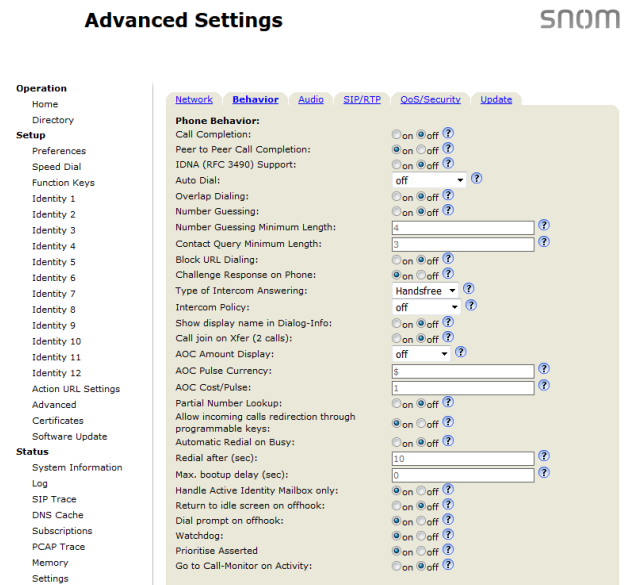 Advanced Settings
snom
Operation
Home
Directory
Setup
Preferences
Speed Dial
Function Keys
Identity 1
Identity 2
Identity 3
Identity 4
Identity 5
Identity 6
Identity 7
Identity 8
Identity 9
Identity 10
Identity 11
Identity 12
Action URL Settings
Advanced
Certificates
Software Update
Status
System Information
Log
SIP Trace
DNS Cache
Subscriptions
PCAP Trace
Memory
Settings
Network Behavior Audio SIP/RTP QoS/Security Update
Phone Behavior:
Call Completion: on off ?
Peer to Peer Call Completion: on off ?
IDNA (RFC 3490) Support: on off ?
Auto Dial: off ?
Overlap Dialing: on off ?
Number Guessing: on off ?
Number Guessing Minimum Length: 4 ?
Contact Query Minimum Length: 3 ?
Block URL Dialing: on off ?
Challenge Response on Phone: on off ?
Type of Intercom Answering: Handsfree ?
Intercom Policy: off ?
Show display name in Dialog-Info: on off ?
Call join on Xfer (2 calls): on off ?
AOC Amount Display: off ?
AOC Pulse Currency: $ ?
AOC Cost/Pulse: 1 ?
Partial Number Lookup: on off ?
Allow incoming calls redirection through
programmable keys: on off ?
Automatic Redial on Busy: on off ?
Redial after (sec): 10 ?
Max. bootup delay (sec): 0 ?
Handle Active Identity Mailbox only: on off ?
Return to idle screen on offhook: on off ?
Dial prompt on offhook: on off ?
Watchdog: on off ?
Prioritise Asserted on off ?
Go to Call-Monitor on Activity: on off ?